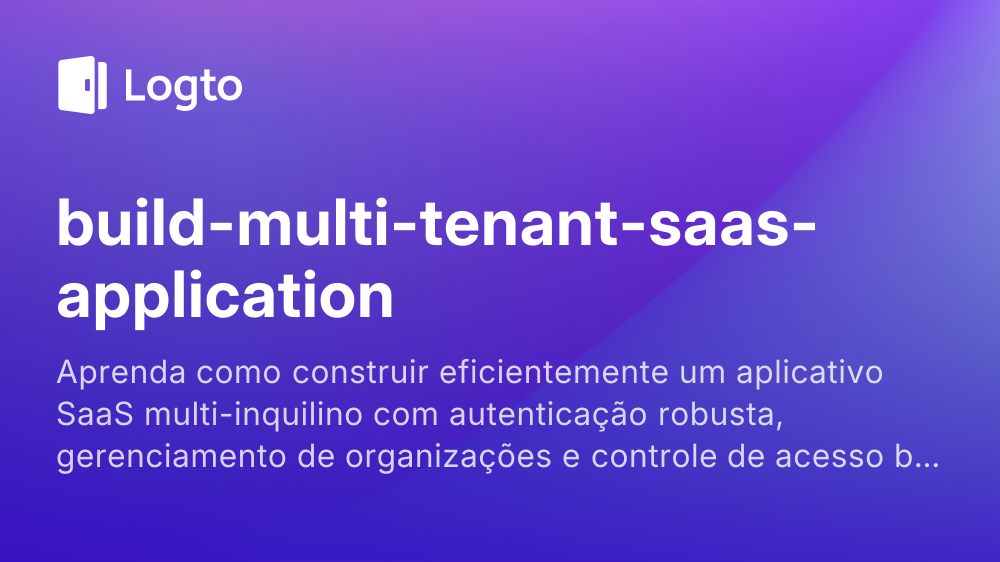 Logto
build-multi-tenant-saas-
application
Aprenda como construir eficientemente um aplicativo
SaaS multi-inquilino com autenticação robusta,
gerenciamento de organizações e controle de acesso b...